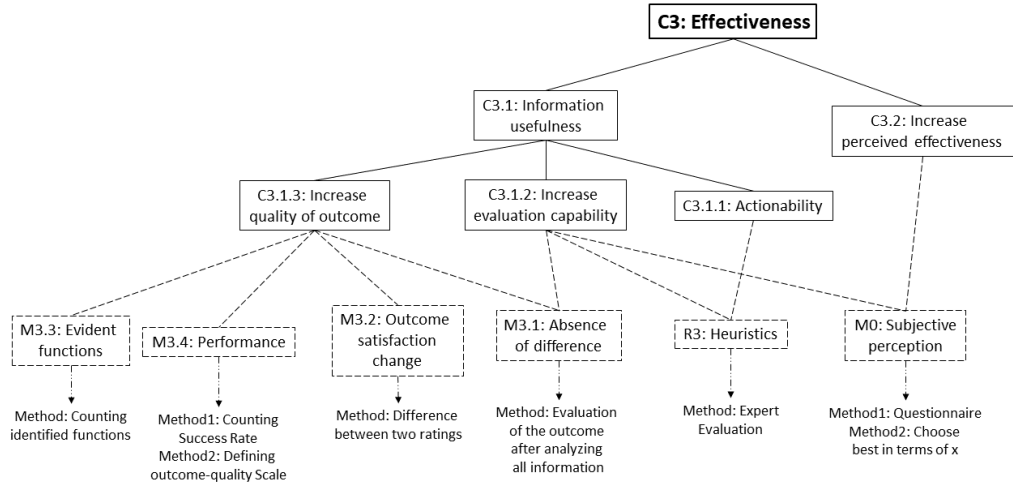 C3: Effectiveness
C3.1: Information
usefulness
C3.2: Increase
perceived effectiveness
C3.1.3: Increase
quality of outcome
C3.1.2: Increase
evaluation capability
C3.1.1: Actionability
M3.3: Evident
functions
M3.4: Performance
M3.2: Outcome
satisfaction
change
M3.1: Absence
of difference
R3: Heuristics
M0: Subjective
perception
Method: Counting
identified functions
Method1: Counting
Success Rate
Method2: Defining
outcome-quality Scale
Method: Difference
between two ratings
Method: Evaluation
of the outcome
after analyzing
all information
Method: Expert
Evaluation
Method1: Questionnaire
Method2: Choose
best in terms of x